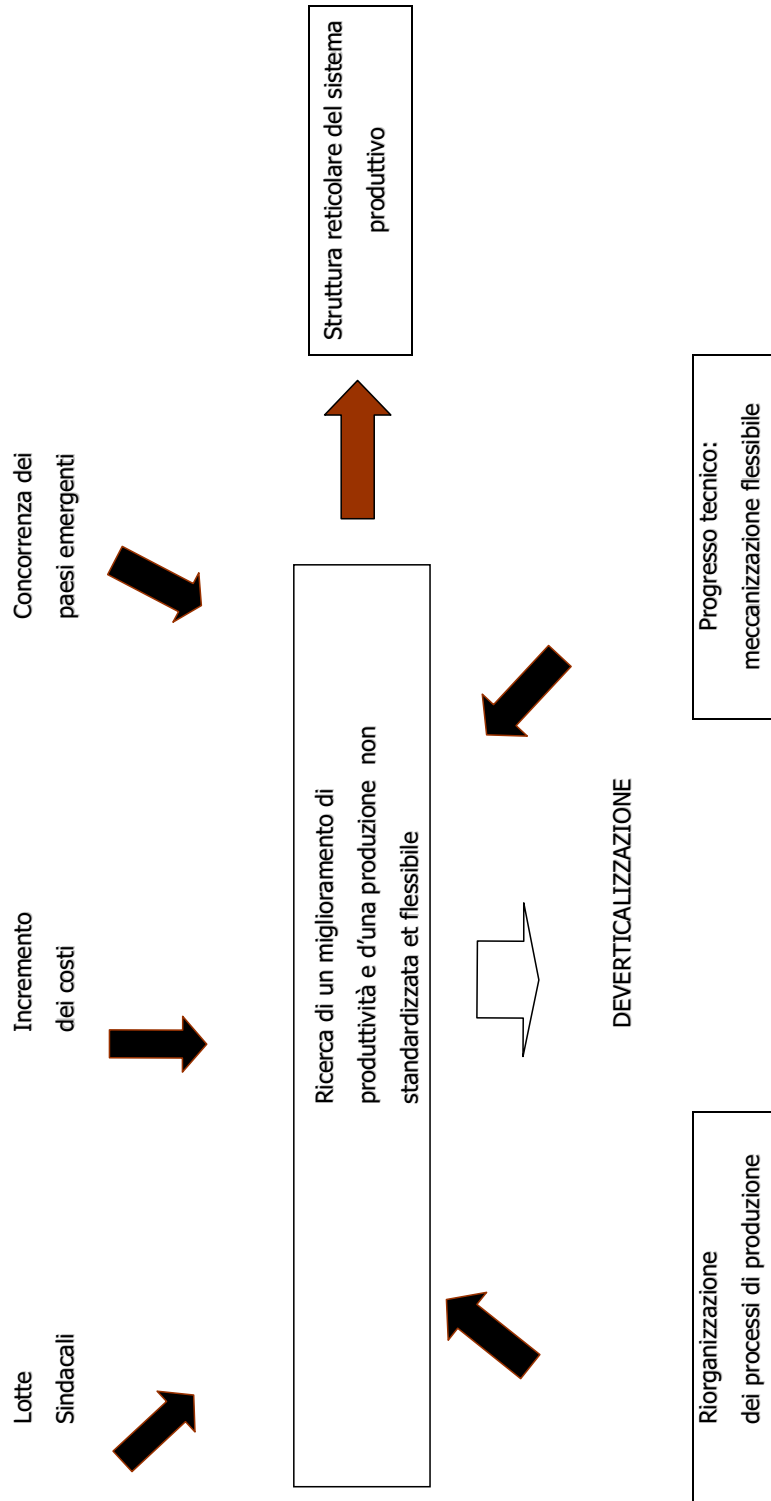 Lotte
Sindacali
Incremento
dei costi
Concorrenza dei
paesi emergenti
Ricerca di un miglioramento di
produttività e d'una produzione non
standardizzata et flessibile
Struttura reticolare del sistema
produttivo
DEVERTICALIZZAZIONE
Riorganizzazione
dei processi di produzione
Progresso tecnico:
meccanizzazione flessibile